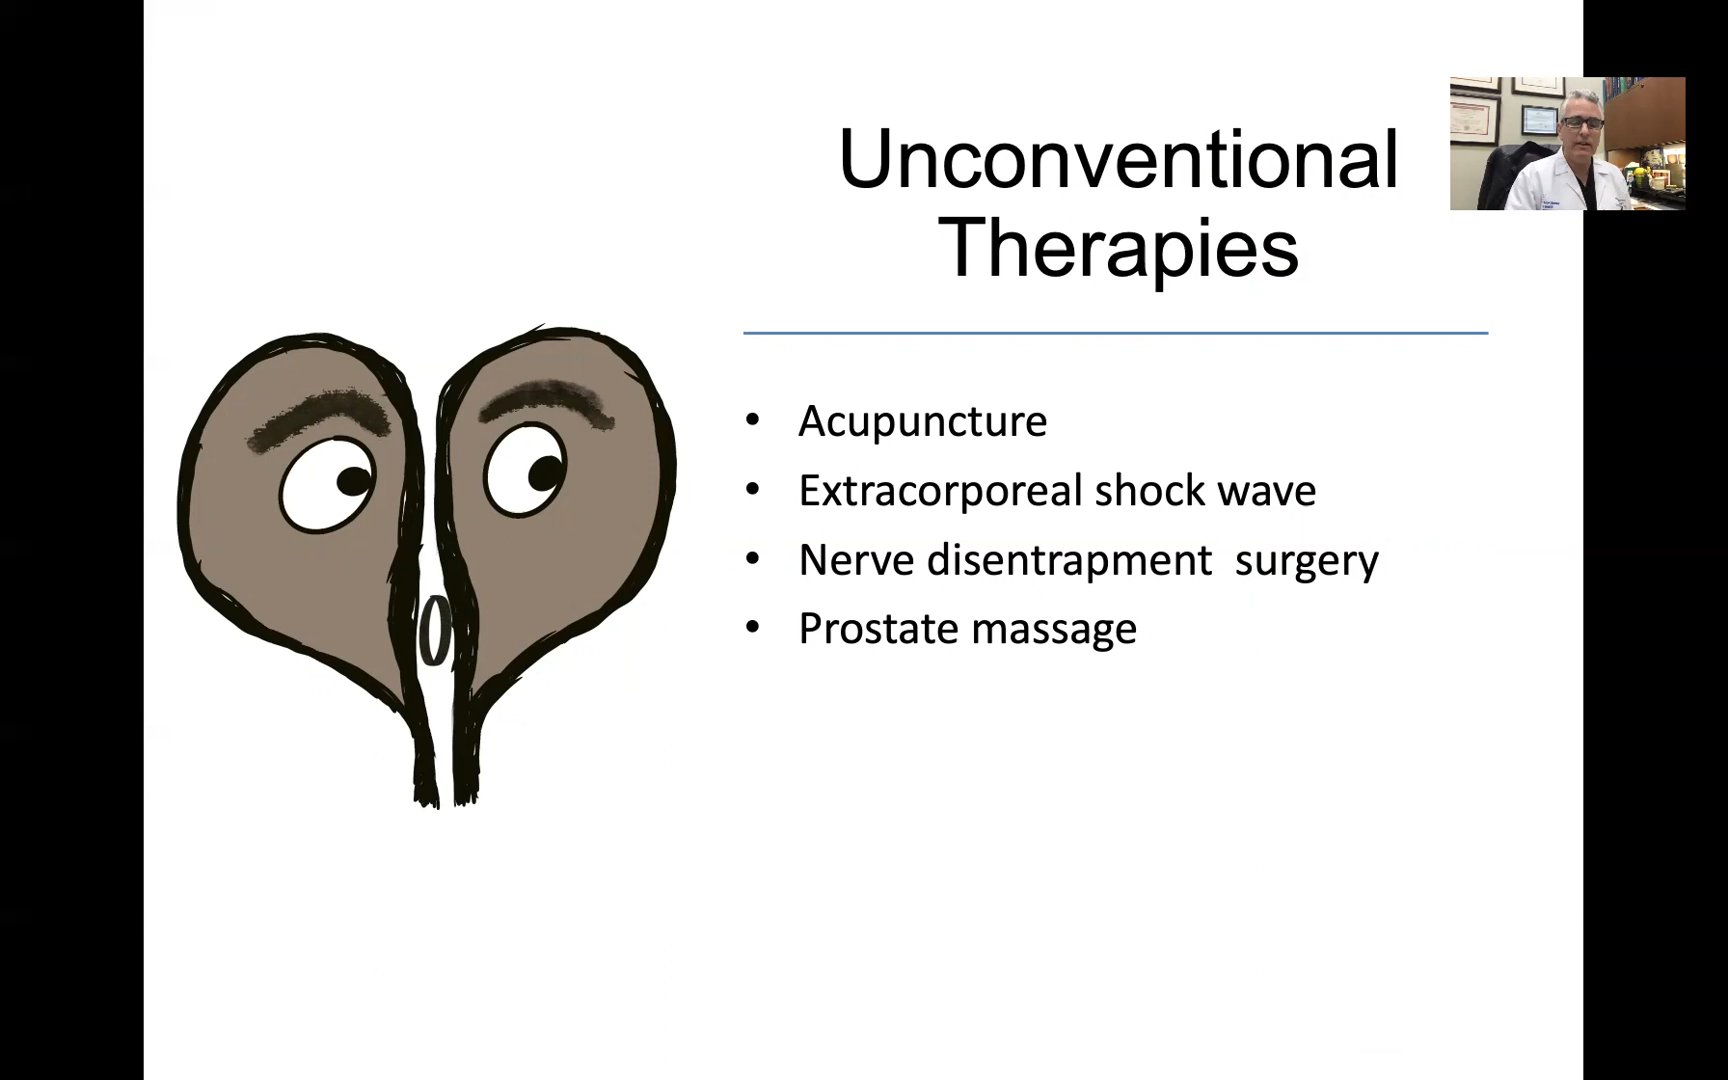 Unconventional
Therapies
• Acupuncture
• Extracorporeal shock wave
• Nerve disentrapment  surgery
• Prostate massage